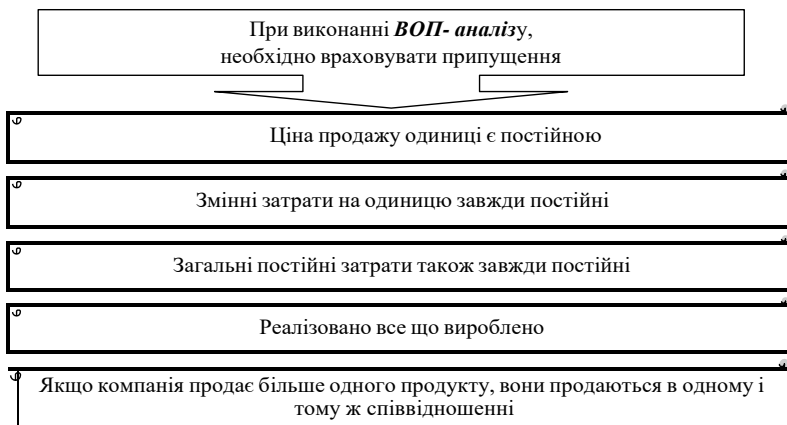 При виконанні ВОП- аналізу,
необхідно враховувати припущення
Ціна продажу одиниці є постійною
Змінні затрати на одиницю завжди постійні
Загальні постійні затрати також завжди постійні
Реалізовано все що вироблено
Якщо компанія продає більше одного продукту, вони продаються в одному і
тому ж співвідношенні